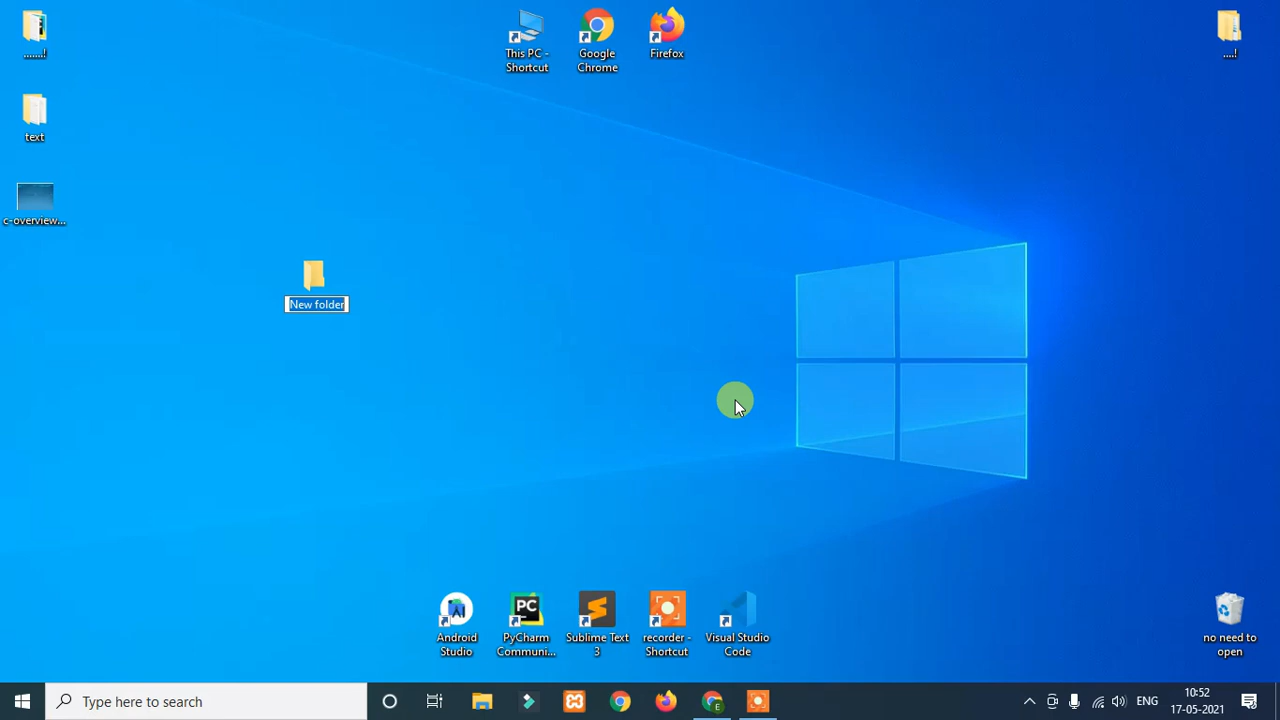 .......!
This PC -
Shortcut
Google
Chrome
Firefox
....!
text
c-overview...
New folder
Android
Studio
PC
PyCharm
Communi...
Sublime Text
3
recorder -
Shortcut
Visual Studio
Code
no need to
open
Type here to search
E
ENG
10:52
17-05-2021